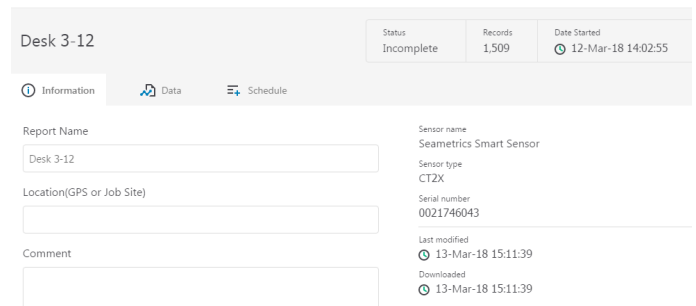 Desk 3-12
Status
Incomplete
Records
1,509
Date Started
12-Mar-18 14:02:55
Information
Data
Schedule
Report Name
Desk 3-12
Location(GPS or Job Site)
Comment
Sensor name
Seametrics Smart Sensor
Sensor type
CT2X
Serial number
0021746043
Last modified
13-Mar-18 15:11:39
Downloaded
13-Mar-18 15:11:39